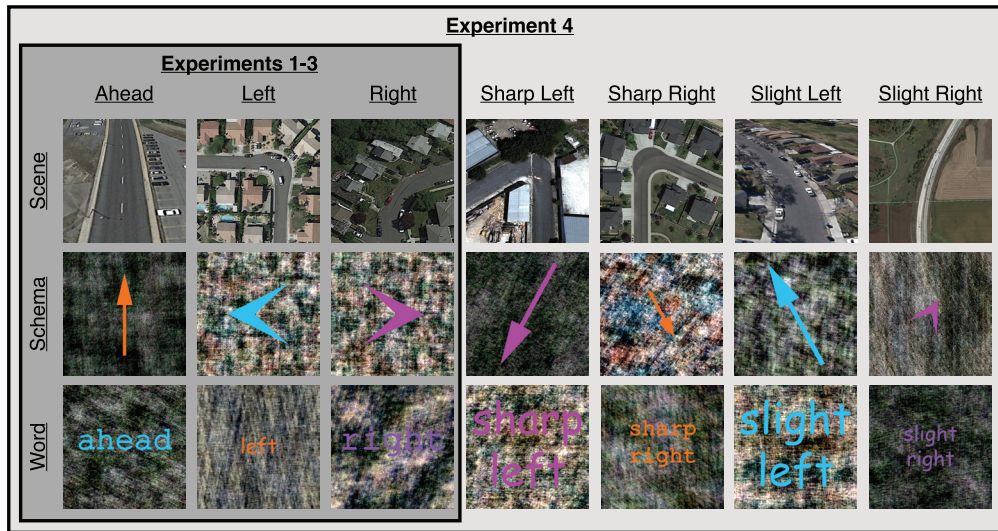 Experiment 4
Experiments 1-3
Ahead Left Right Sharp Left Sharp Right Slight Left Slight Right
Scene
Schema
Word
ahead left right sharp left sharp right slight left slight right